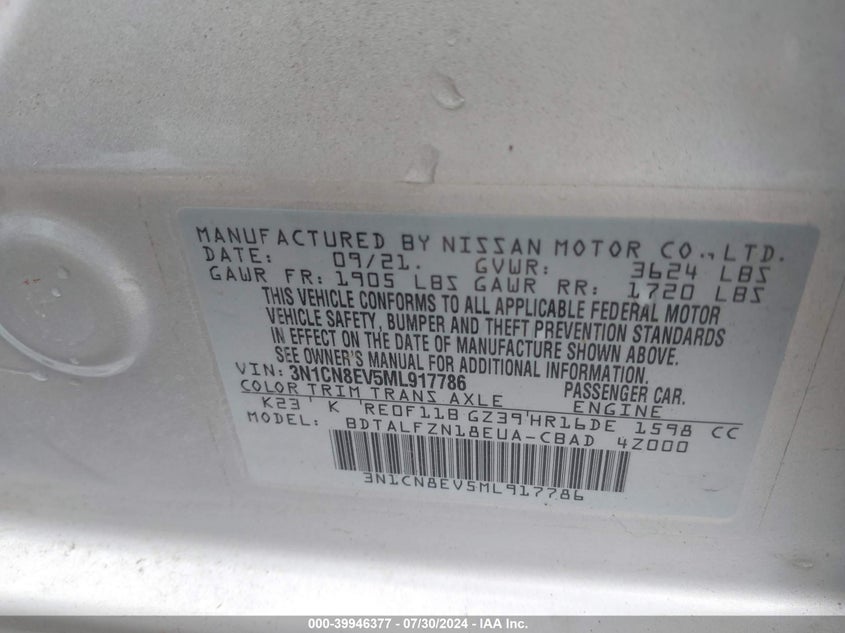 MANUFACTURED BY NISSAN MOTOR CO., LTD.
DATE: 09/21. GVWR: 3624 LBS
GAWR FR: 1905 LBS GAWR RR: 1720 LBS
THIS VEHICLE CONFORMS TO ALL APPLICABLE FEDERAL MOTOR
VEHICLE SAFETY, BUMPER AND THEFT PREVENTION STANDARDS
IN EFFECT ON THE DATE OF MANUFACTURE SHOWN ABOVE.
SEE OWNER'S MANUAL FOR ADDITIONAL INFORMATION.
VIN: 3N1CN8EV5ML917786 PASSENGER CAR.
COLOR TRIM TRANS AXLE ENGINE
K23' K 'RE0F11B GZ39'HR16DE 1598 CC
MODEL: BDTALFZN18EUA-CBAD 4Z000
3N1CN8EV5ML917786
000-39946377 / 07/30/2024 - IAA Inc.